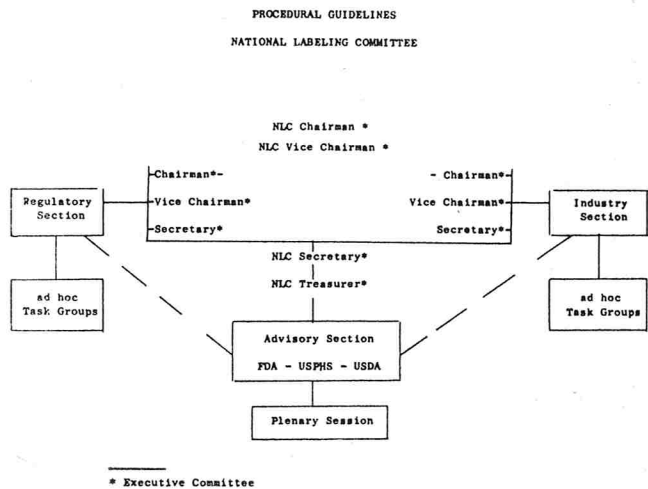 PROCEDURAL GUIDELINES
NATIONAL LABELING COMMITTEE
NLC Chairman *
NLC Vice Chairman *
Chairman*-
Vice Chairman*
Secretary*
- Chairman*
Vice Chairman*
Secretary*
Regulatory
Section
Industry
Section
NLC Secretary*
NLC Treasurer*
ad hoc
Task Groups
ad hoc
Task Groups
Advisory Section
FDA - USPHS - USDA
Plenary Session
* Executive Committee